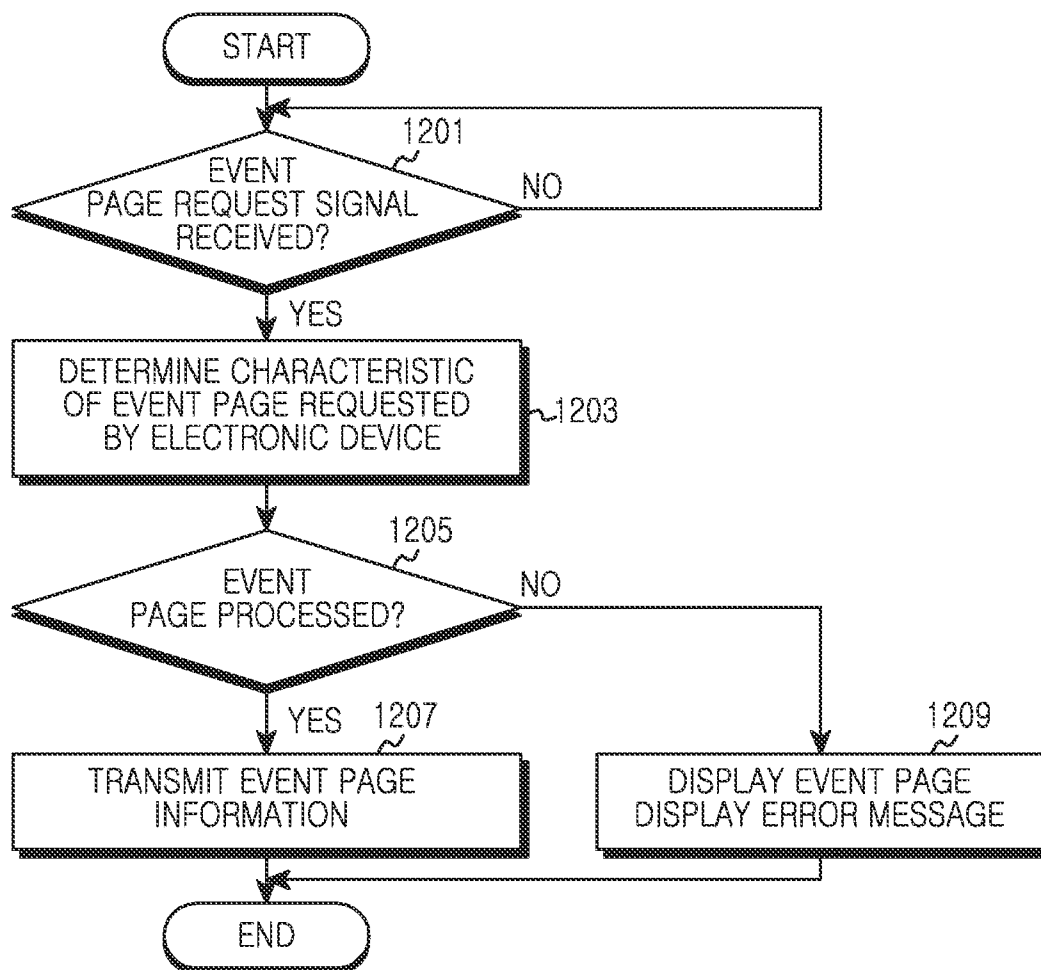 START
1201
EVENT
PAGE REQUEST SIGNAL
RECEIVED?
NO
YES
DETERMINE CHARACTERISTIC
OF EVENT PAGE REQUESTED
BY ELECTRONIC DEVICE
1203
1205
EVENT
PAGE PROCESSED?
NO
YES
1207
TRANSMIT EVENT PAGE
INFORMATION
1209
DISPLAY EVENT PAGE
DISPLAY ERROR MESSAGE
END